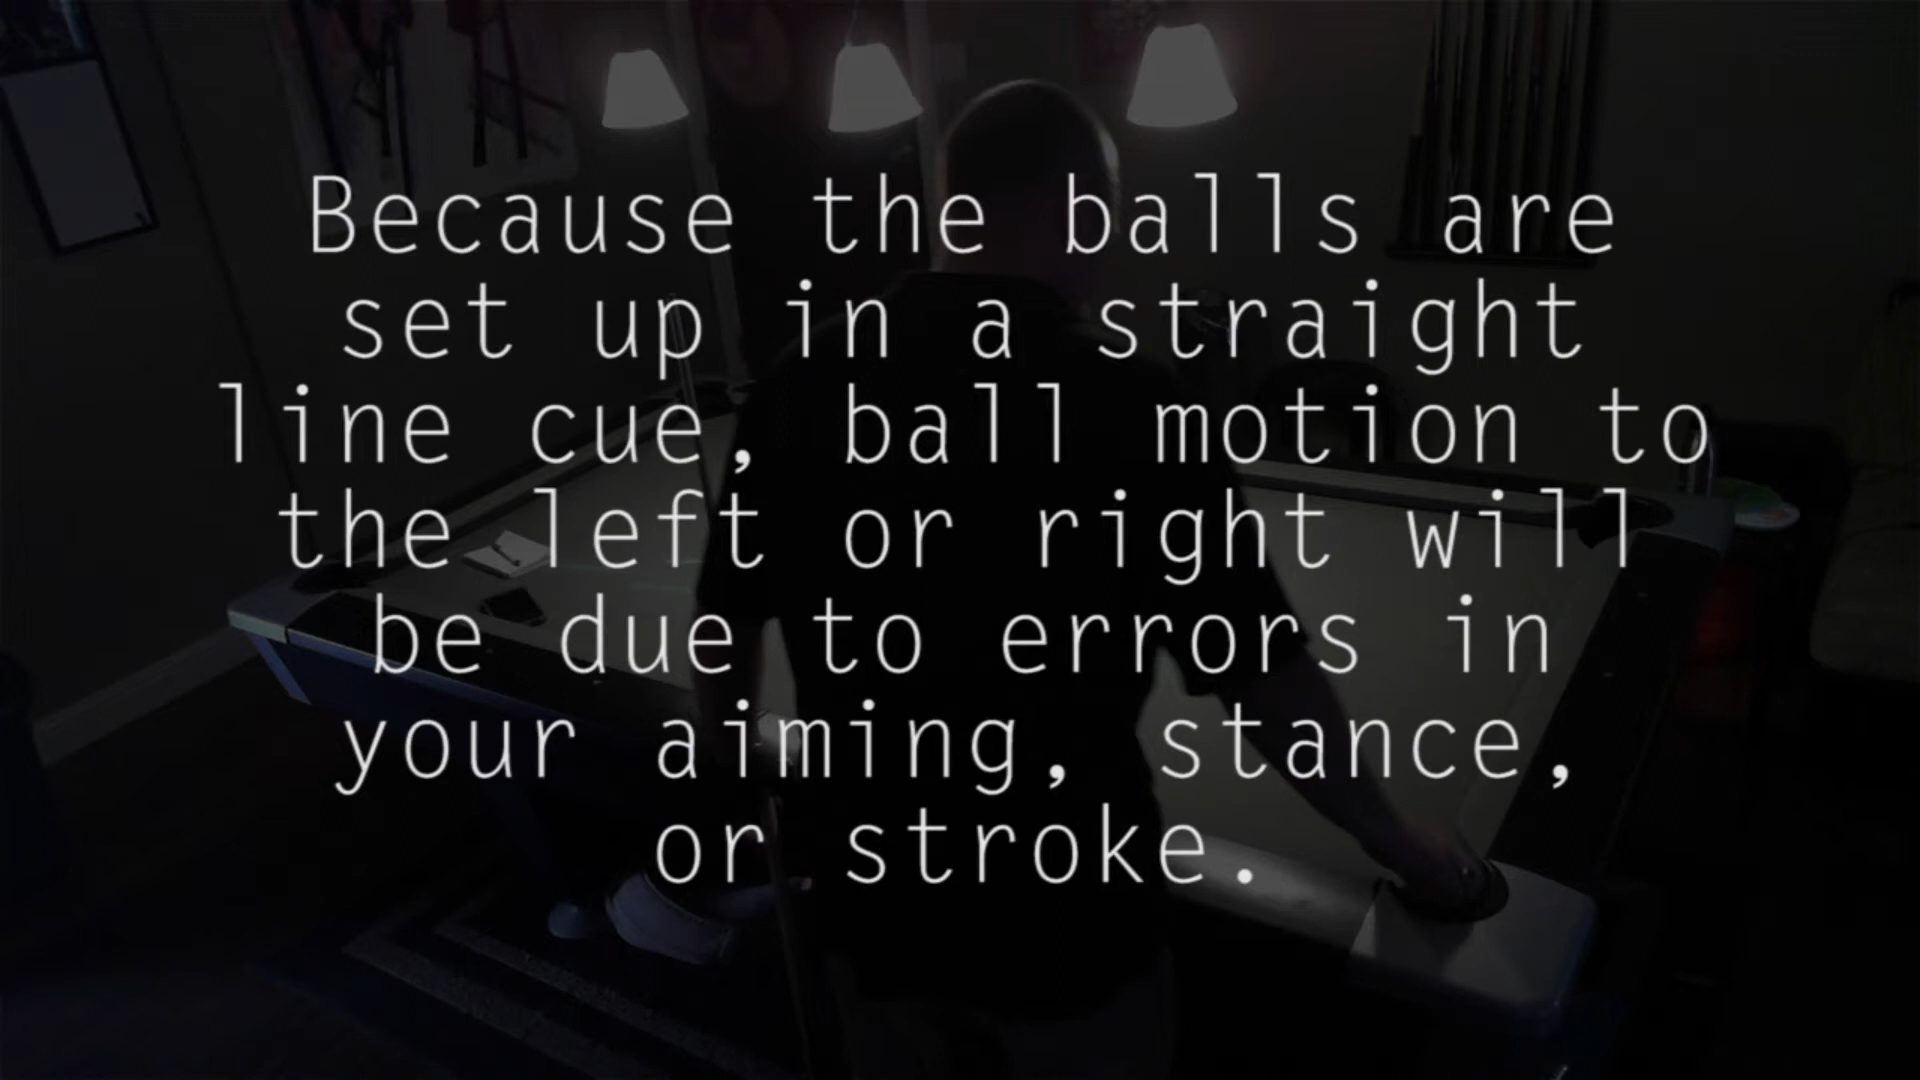 Because the balls are
set up in a straight
line cue, ball motion to
the left or right will
be due to errors in
your aiming, stance,
or stroke.